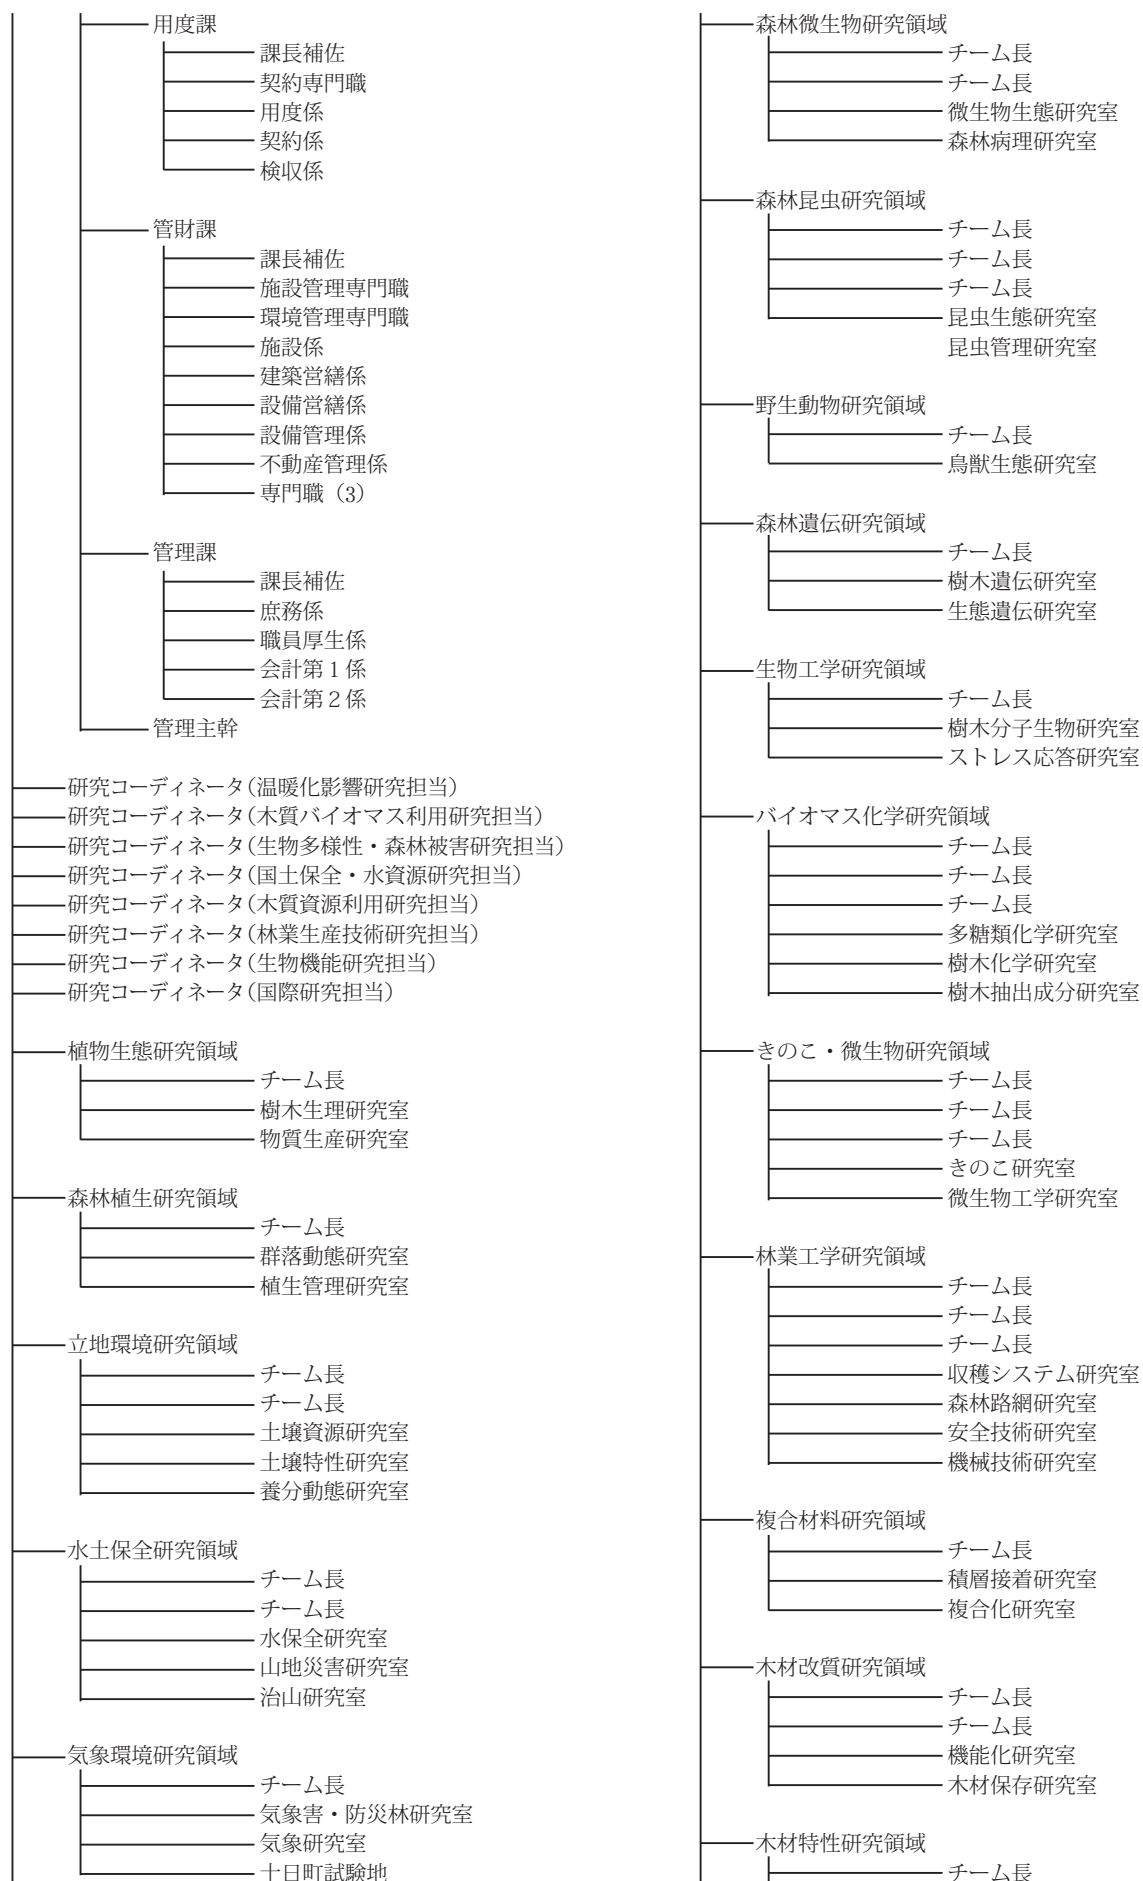 用度課
課長補佐
契約専門職
用度係
契約係
検収係
管財課
課長補佐
施設管理専門職
環境管理専門職
施設係
建築営繕係
設備営繕係
設備管理係
不動産管理係
専門職（3）
管理課
課長補佐
庶務係
職員厚生係
会計第１係
会計第２係
管理主幹
研究コーディネータ（温暖化影響研究担当）
研究コーディネータ（木質バイオマス利用研究担当）
研究コーディネータ（生物多様性・森林被害研究担当）
研究コーディネータ（国土保全・水資源研究担当）
研究コーディネータ（木質資源利用研究担当）
研究コーディネータ（林業生産技術研究担当）
研究コーディネータ（生物機能研究担当）
研究コーディネータ（国際研究担当）
植物生態研究領域
チーム長
樹木生理研究室
物質生産研究室
森林植生研究領域
チーム長
群落動態研究室
植生管理研究室
立地環境研究領域
チーム長
チーム長
土壌資源研究室
土壌特性研究室
養分動態研究室
水土保全研究領域
チーム長
チーム長
水保全研究室
山地災害研究室
治山研究室
気象環境研究領域
チーム長
気象害・防災林研究室
気象研究室
十日町試験地
森林微生物研究領域
チーム長
チーム長
微生物生態研究室
森林病理研究室
森林昆虫研究領域
チーム長
チーム長
チーム長
昆虫生態研究室
昆虫管理研究室
野生動物研究領域
チーム長
鳥獣生態研究室
森林遺伝研究領域
チーム長
樹木遺伝研究室
生態遺伝研究室
生物工学研究領域
チーム長
樹木分子生物研究室
ストレス応答研究室
バイオマス化学研究領域
チーム長
チーム長
チーム長
多糖類化学研究室
樹木化学研究室
樹木抽出成分研究室
きのこ・微生物研究領域
チーム長
チーム長
チーム長
きのこ研究室
微生物工学研究室
林業工学研究領域
チーム長
チーム長
チーム長
収穫システム研究室
森林路網研究室
安全技術研究室
機械技術研究室
複合材料研究領域
チーム長
積層接着研究室
複合化研究室
木材改質研究領域
チーム長
チーム長
機能化研究室
木材保存研究室
木材特性研究領域
チーム長